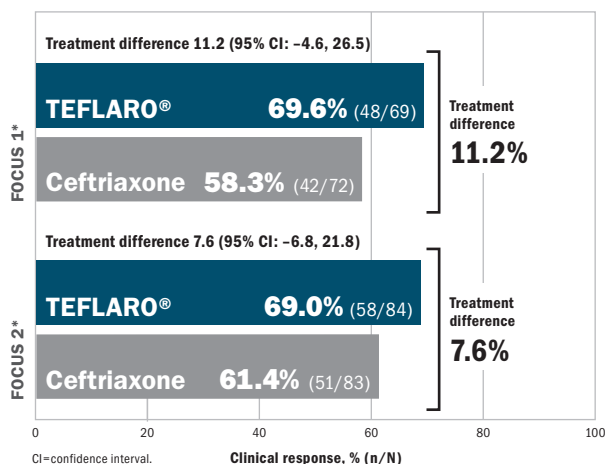 Treatment difference 11.2 (95% CI: –4.6, 26.5)
FOCUS 1*
TEFLARO® 69.6% (48/69)
Ceftriaxone 58.3% (42/72)
Treatment
difference
11.2%
Treatment difference 7.6 (95% CI: –6.8, 21.8)
FOCUS 2*
TEFLARO® 69.0% (58/84)
Ceftriaxone 61.4% (51/83)
Treatment
difference
7.6%
0 20 40 60 80 100
CI=confidence interval. Clinical response, % (n/N)